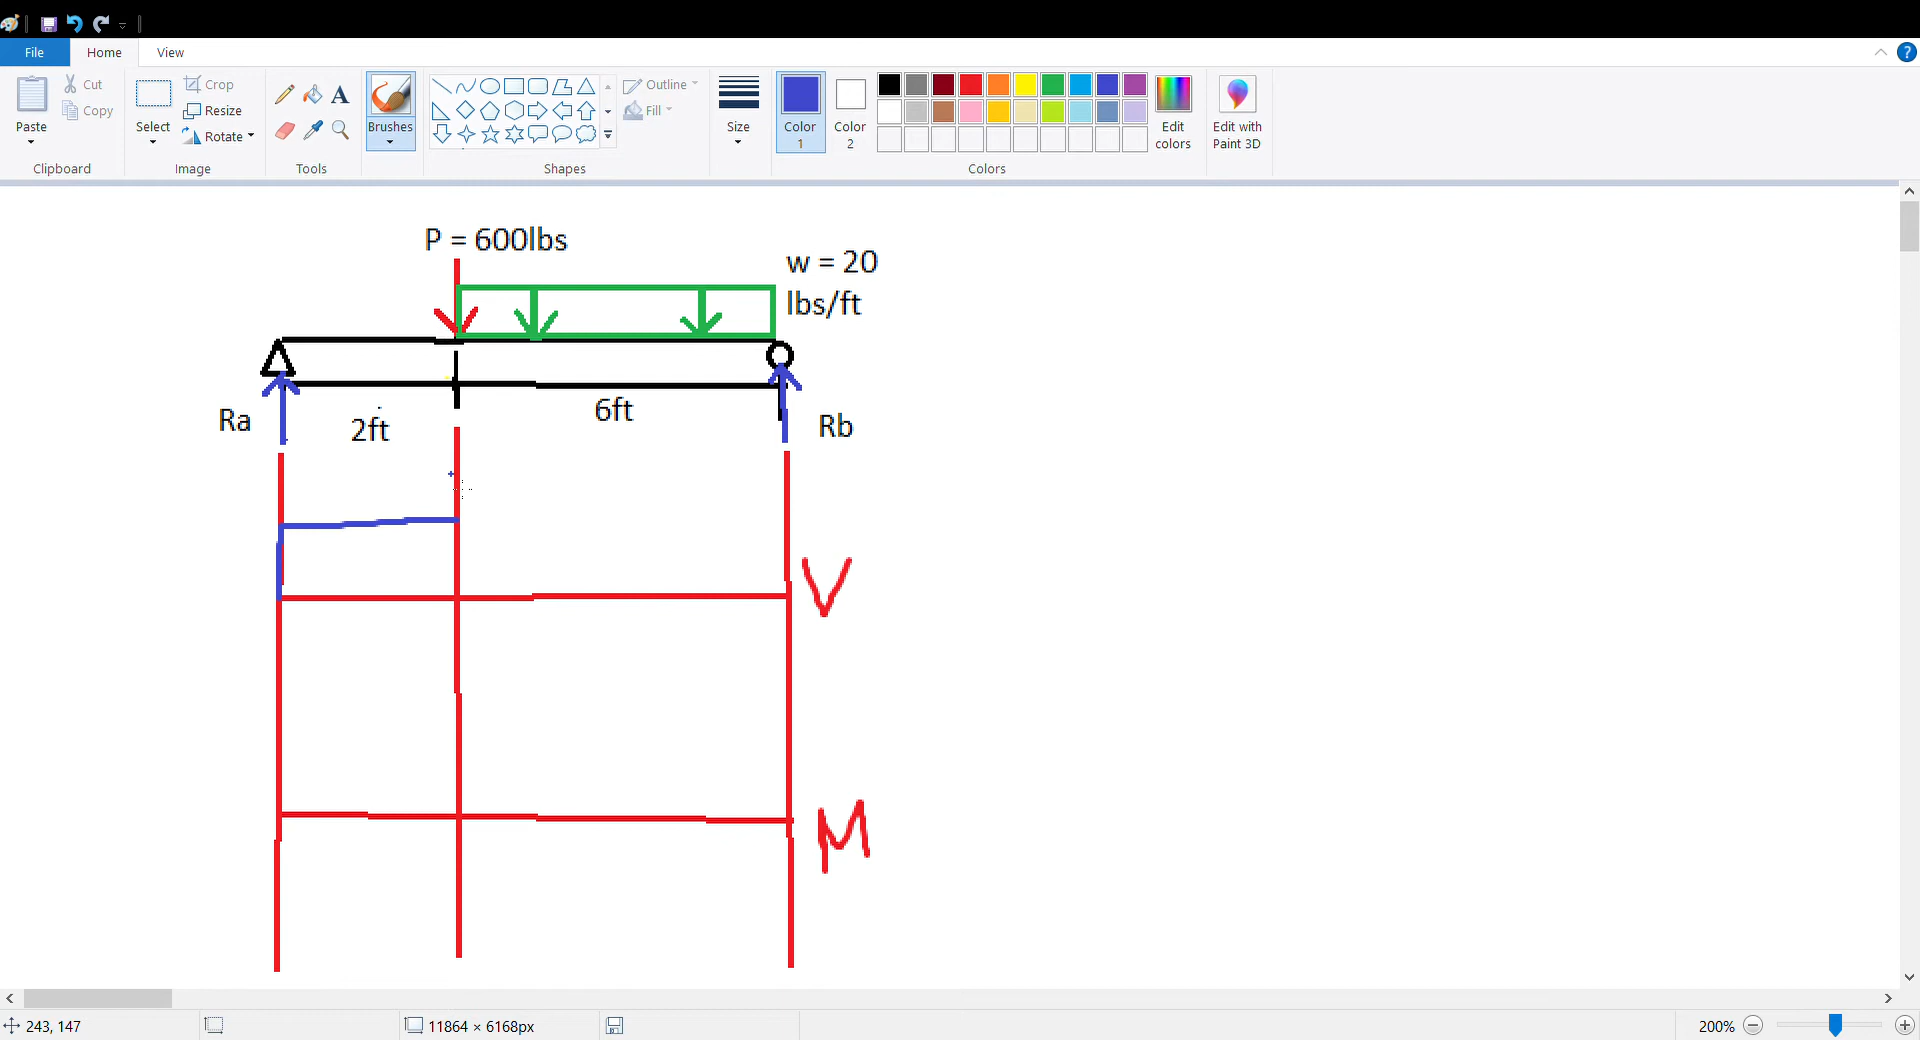 File Home View
Paste
Cut
Copy
Clipboard
Select
Crop
Resize
Rotate
Image
A
Tools
Brushes
Shapes
Outline
Fill
Size
Color 1
Color 2
Colors
Edit colors
Edit with Paint 3D
?
P = 600lbs
w = 20
lbs/ft
Ra
2ft
6ft
Rb
V
M
243, 147
11864 × 6168px
200%